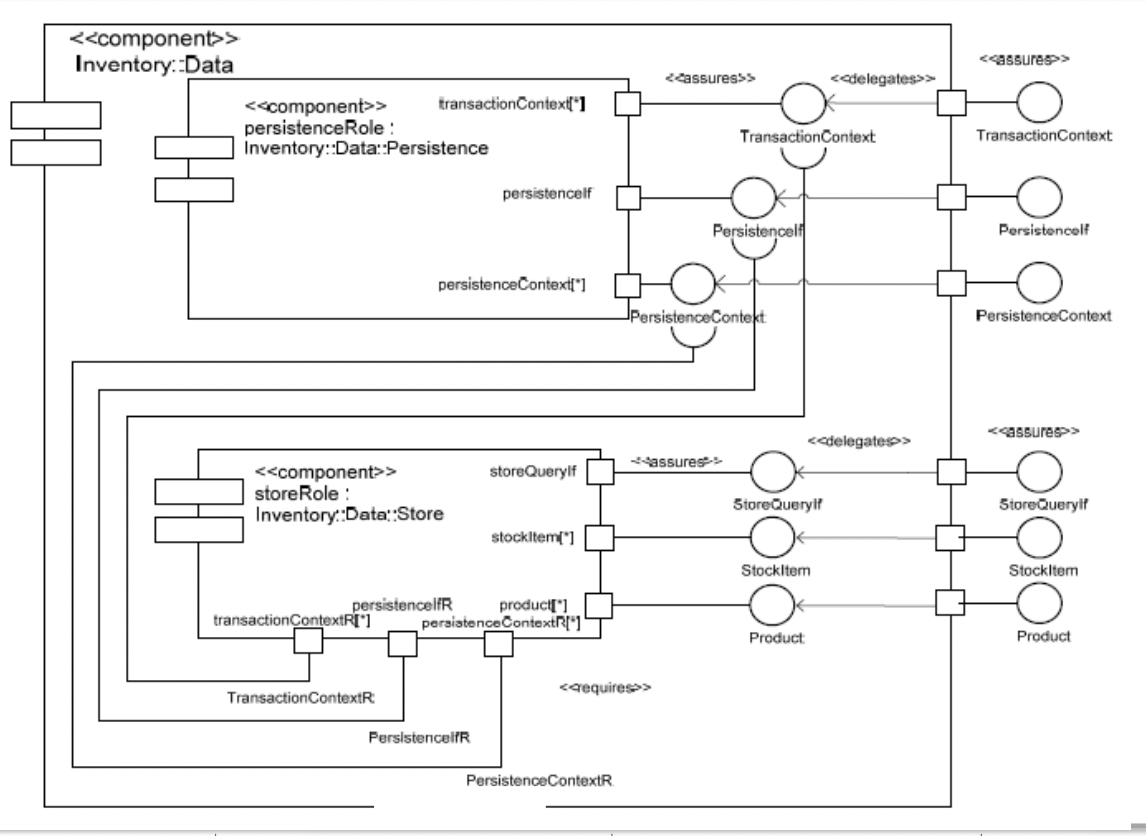 <<component>>
Inventory::Data
<<component>>
persistenceRole :
Inventory::Data::Persistence
transactionContext[*]
<<assures>>
<<delegates>>
<<assures>>
TransactionContext
TransactionContext
persistenceIf
PersistenceIf
PersistenceIf
persistenceContext[*]
PersistenceContext
PersistenceContext
<<component>>
storeRole :
Inventory::Data::Store
storeQueryIf
<<assures>>
<<delegates>>
<<assures>>
StoreQueryIf
StoreQueryIf
stockItem[*]
StockItem
StockItem
product[*]
Product
Product
transactionContextR[*]
persistenceIfR
persistenceContextR[*]
TransactionContextR
<<requires>>
PersistenceIfR
PersistenceContextR